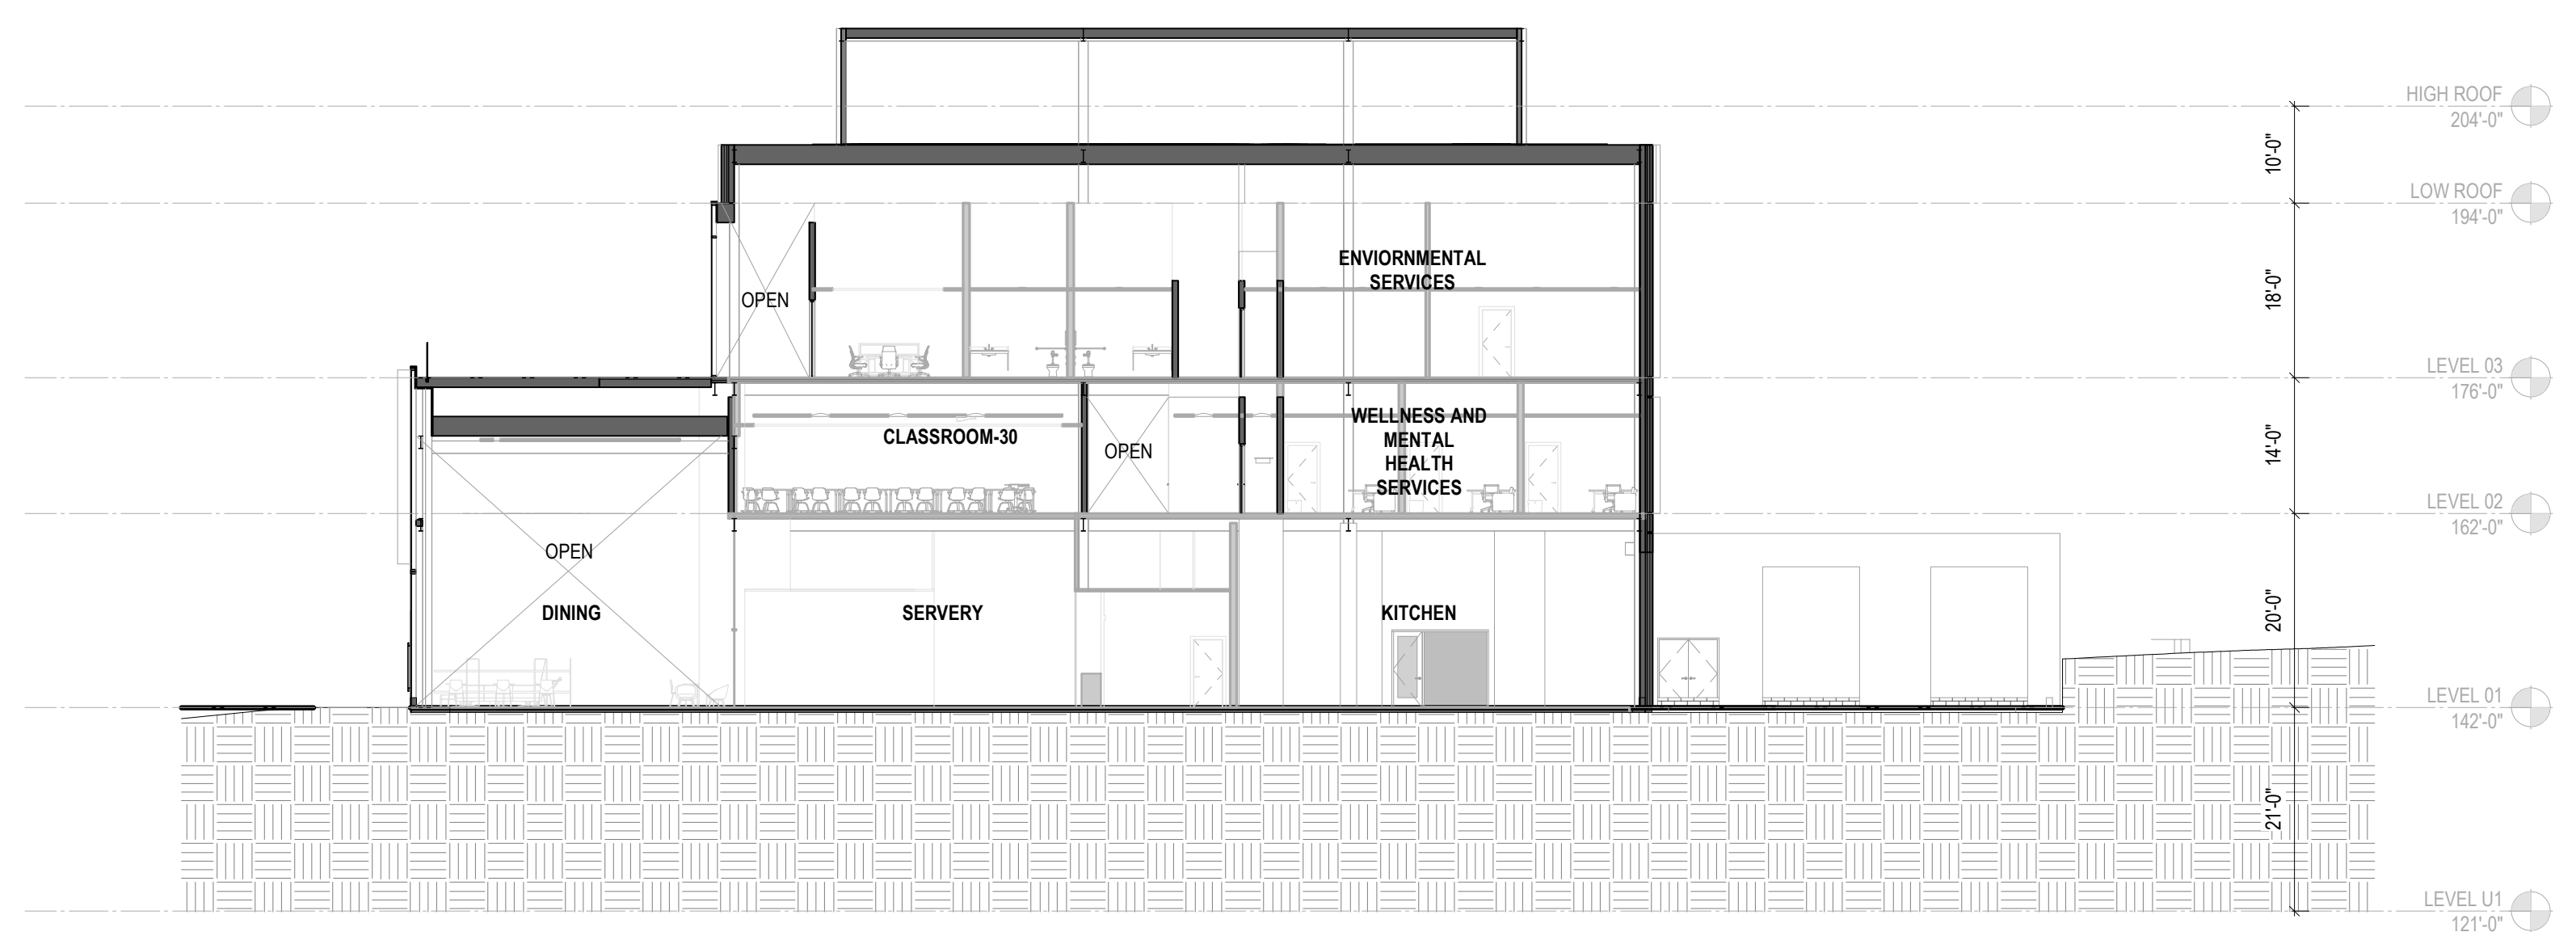 HIGH ROOF
204'-0"
10'-0"
LOW ROOF
194'-0"
ENVIORNMENTAL
SERVICES
OPEN
18'-0"
LEVEL 03
176'-0"
CLASSROOM-30
OPEN
WELLNESS AND
MENTAL
HEALTH
SERVICES
14'-0"
LEVEL 02
162'-0"
OPEN
DINING
SERVERY
KITCHEN
20'-0"
LEVEL 01
142'-0"
21'-0"
LEVEL U1
121'-0"